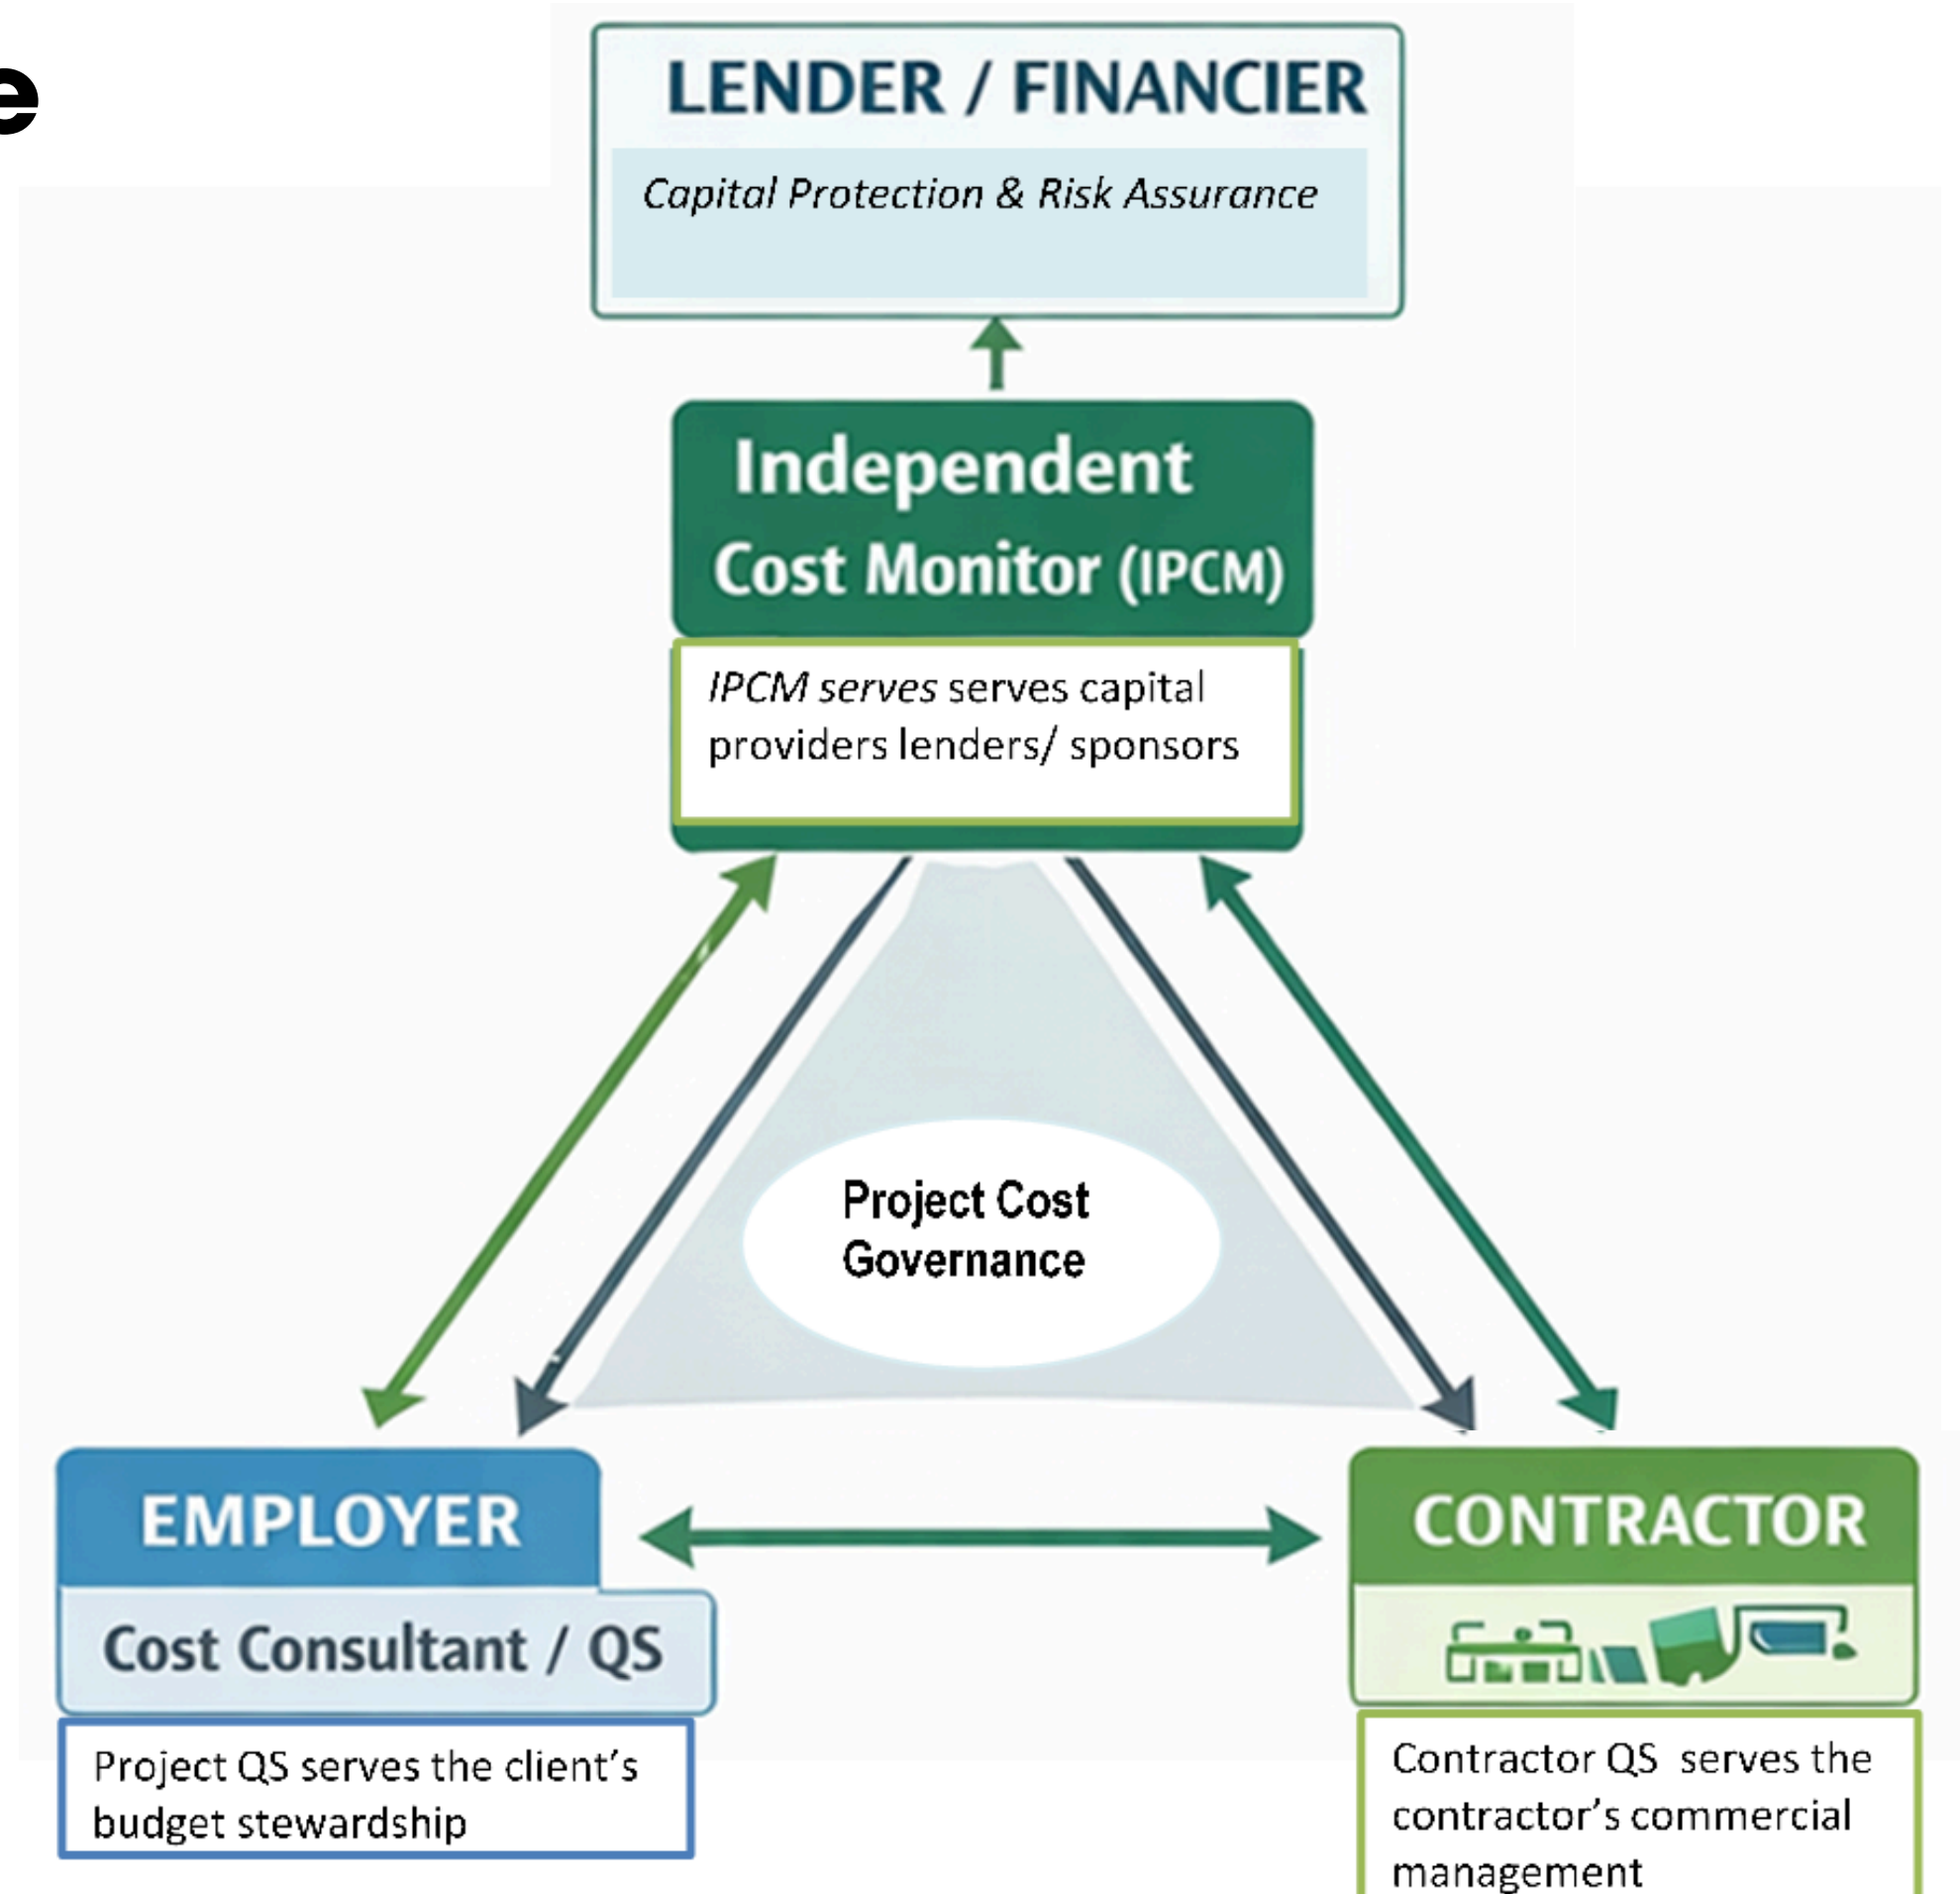 e
LENDER / FINANCIER
Capital Protection & Risk Assurance
Independent
Cost Monitor (IPCM)
IPCM serves serves capital
providers lenders/ sponsors
Project Cost
Governance
EMPLOYER
Cost Consultant / QS
Project QS serves the client's
budget stewardship
CONTRACTOR
Contractor QS serves the
contractor's commercial
management